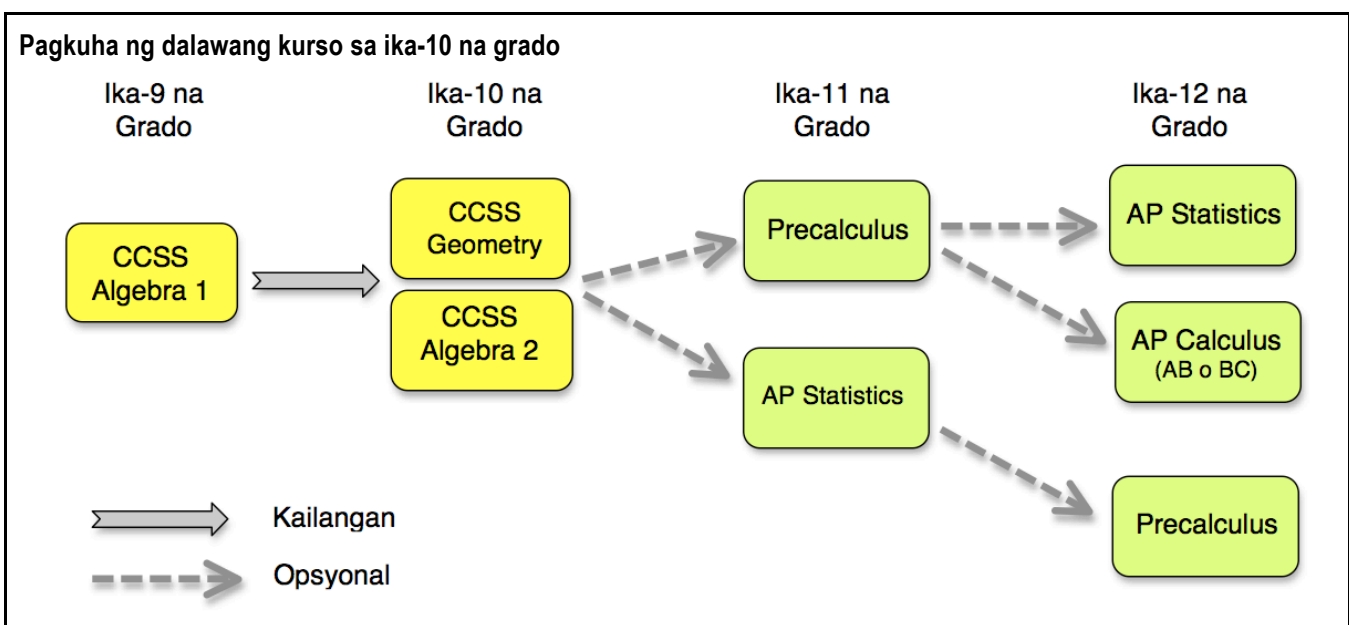 Pagkuha ng dalawang kurso sa ika-10 na grado
Ika-9 na
Grado
Ika-10 na
Grado
Ika-11 na
Grado
Ika-12 na
Grado
CCSS
Algebra 1
CCSS
Geometry
CCSS
Algebra 2
Precalculus
AP Statistics
AP Statistics
AP Calculus
(AB o BC)
Precalculus
Kailangan
Opsyonal